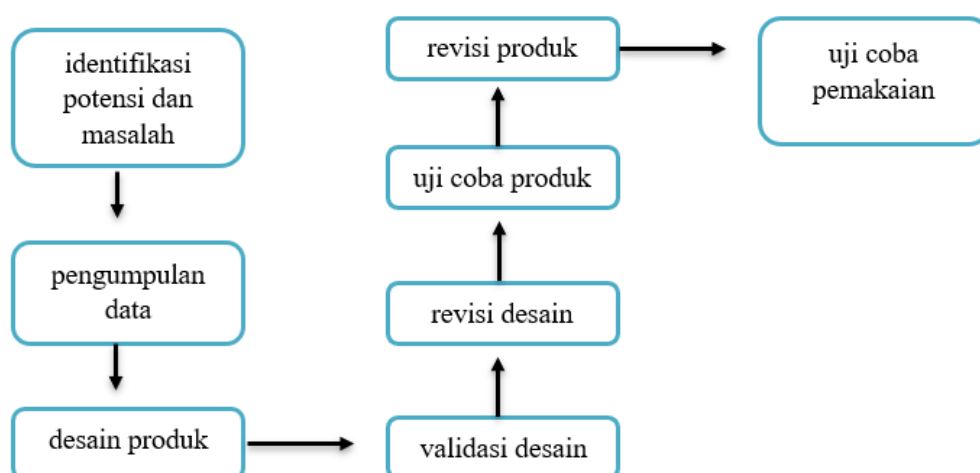 identifikasi
potensi dan
masalah
pengumpulan
data
desain produk
validasi desain
revisi desain
uji coba produk
revisi produk
uji coba
pemakaian